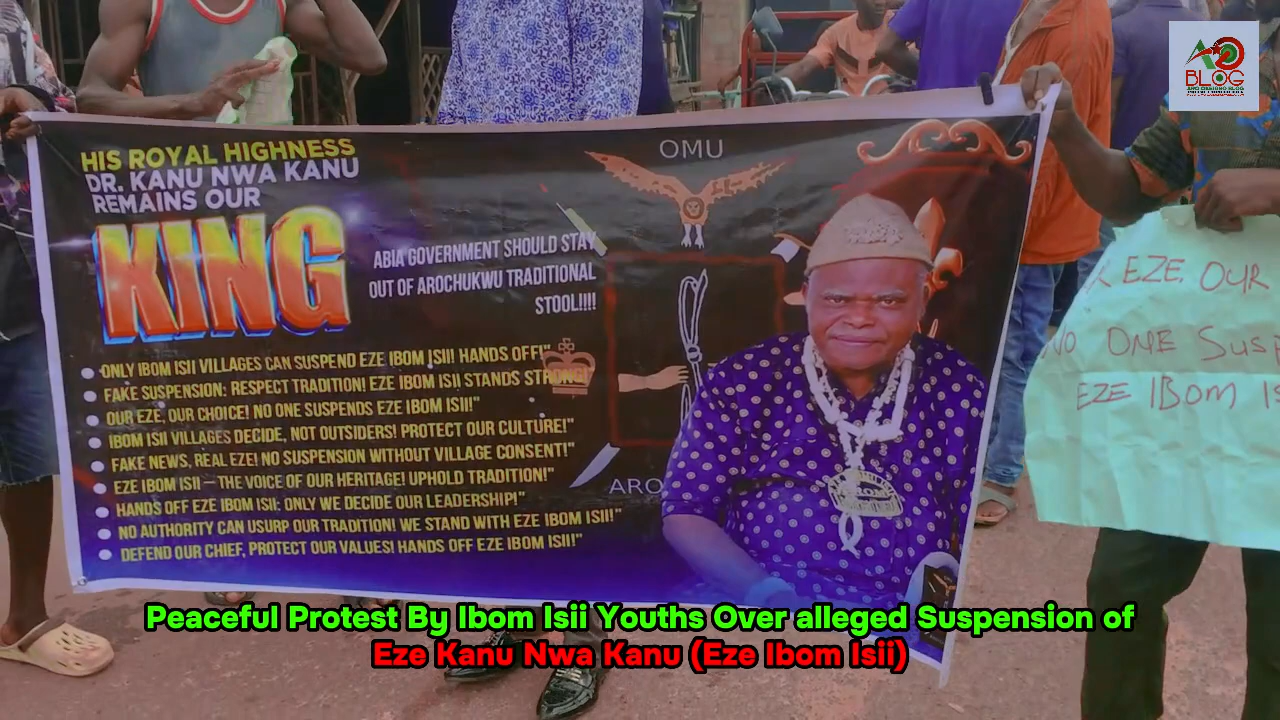 HIS ROYAL HIGHNESS
DR. KANU NWA KANU
REMAINS OUR
KING
ABIA GOVERNMENT SHOULD STAY
OUT OF AROCHUKWU TRADITIONAL
STOOL!!!!
ONLY IBOM ISII VILLAGES CAN SUSPEND EZE IBOM ISII! HANDS OFF!"
FAKE SUSPENSION: RESPECT TRADITION! EZE IBOM ISII STANDS STRONG!
OUR EZE, OUR CHOICE! NO ONE SUSPENDS EZE IBOM ISII!"
IBOM ISII VILLAGES DECIDE, NOT OUTSIDERS! PROTECT OUR CULTURE!"
FAKE NEWS, REAL EZE! NO SUSPENSION WITHOUT VILLAGE CONSENT!"
EZE IBOM ISII – THE VOICE OF OUR HERITAGE! UPHOLD TRADITION!"
HANDS OFF EZE IBOM ISII: ONLY WE DECIDE OUR LEADERSHIP!"
NO AUTHORITY CAN USURP OUR TRADITION! WE STAND WITH EZE IBOM ISII!"
DEFEND OUR CHIEF, PROTECT OUR VALUES! HANDS OFF EZE IBOM ISII!"
OMU
ARO
AO
BLOG
EZE OUR
NO ONE
EZE IBOM
Peaceful Protest By Ibom Isii Youths Over alleged Suspension of
Eze Kanu Nwa Kanu (Eze Ibom Isii)